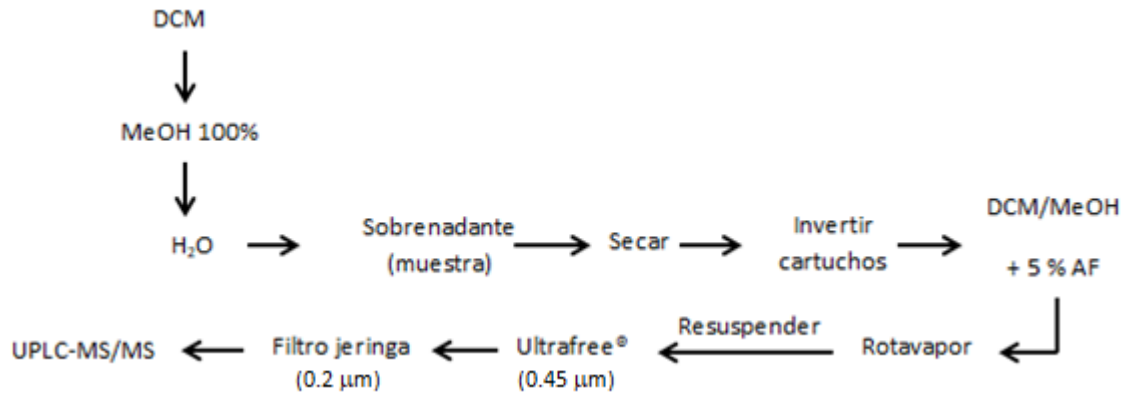 DCM
MeOH 100%
H₂O
Sobrenadante
(muestra)
Secar
Invertir
cartuchos
DCM/MeOH
+ 5 % AF
Rotavapor
Resuspender
Ultrafree®
(0.45 µm)
Filtro jeringa
(0.2 µm)
UPLC-MS/MS